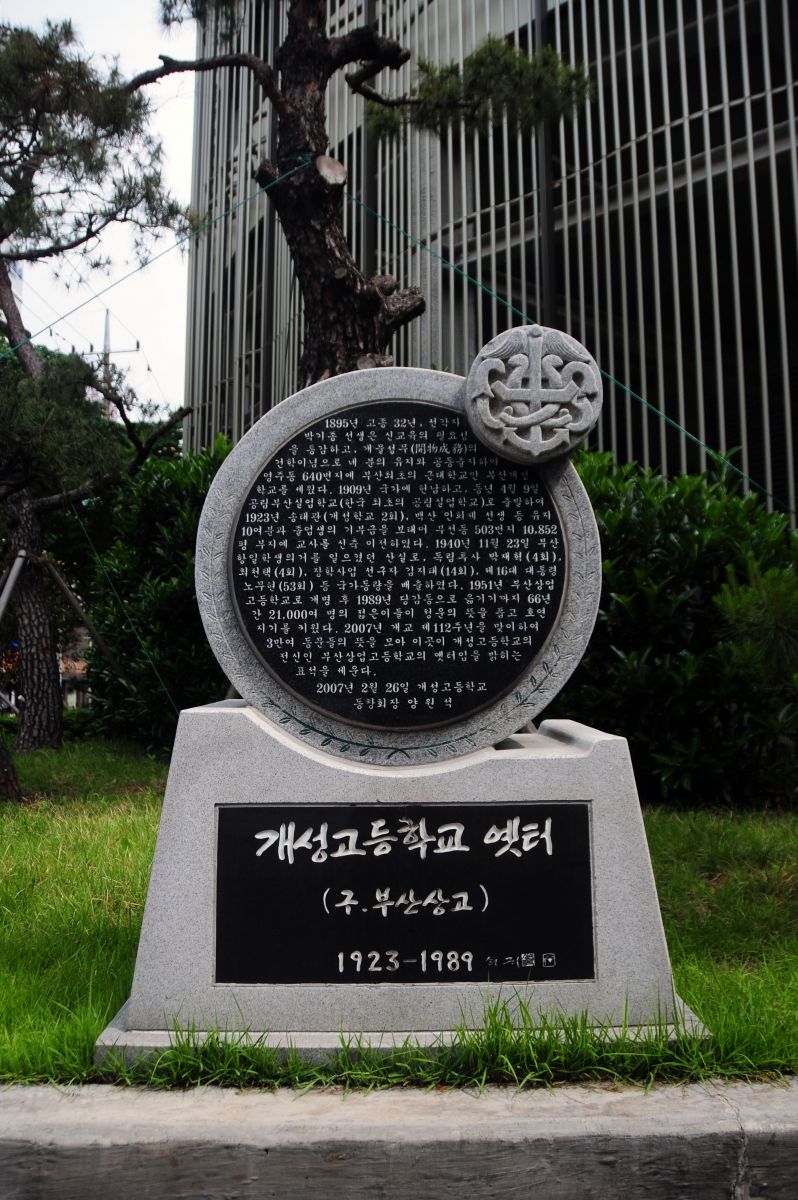 1895년 고종 32년, 선각자
박기종 선생은 신교육의 필요성
을 통감하고, 개물성무(開物成務)의
건학이념으로 네 분의 유지와 공동출자하여
영주동 640번지에 부산최초의 근대학교인 부산개성
학교를 세웠다. 1909년 국가에 헌납하고, 동년 4월 9일
공립부산실업학교(한국 최초의 공립실업학교)로 출발하여
1923년 송태관(개성학교 2회), 백산 안희제 선생 등 유지
10여분과 졸업생의 기부금을 보태어 부전동 503번지 10.852
평 부지에 교사를 신축 이전하였다. 1940년 11월 23일 부산
항일학생의거를 일으켰던 산실로, 독립투사 박재혁(4회),
최천택(4회), 장학사업 선구자 김지태(14회), 제16대 대통령
노무현(53회) 등 국가동량을 배출하였다. 1951년 부산상업
고등학교로 개명 후 1989년 당감동으로 옮기기까지 66년
간 21,000여 명의 젊은이들이 청운의 뜻을 품고 호연
지기를 키웠다. 2007년 개교 제112주년을 맞이하여
3만여 동문들의 뜻을 모아 이곳이 개성고등학교의
전신인 부산상업고등학교의 옛터임을 밝히는
표석을 세운다.
2007년 2월 26일 개성고등학교
동창회장 양원석
개성고등학교 옛터
(구.부산상고)
1923-1989